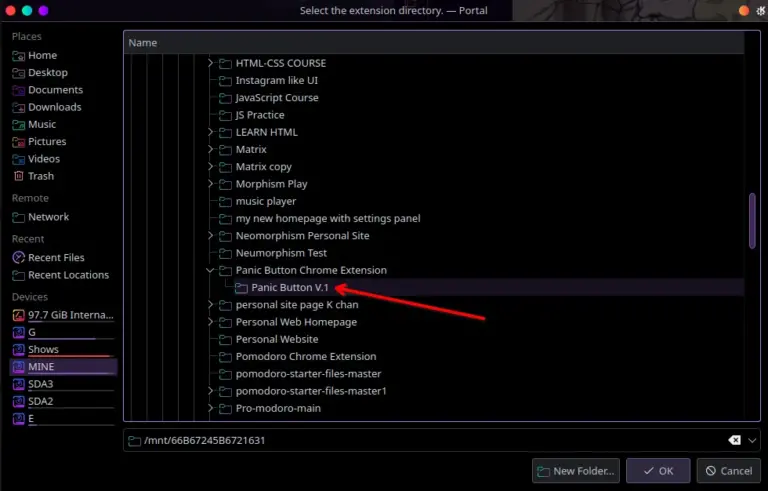 Select the extension directory. — Portal
Places
Home
Desktop
Documents
Downloads
Music
Pictures
Videos
Trash
Remote
Network
Recent
Recent Files
Recent Locations
Devices
97.7 GiB Interna...
G
Shows
MINE
SDA3
SDA2
E
Name
HTML-CSS COURSE
Instagram like UI
JavaScript Course
JS Practice
LEARN HTML
Matrix
Matrix copy
Morphism Play
music player
my new homepage with settings panel
Neomorphism Personal Site
Neumorphism Test
Panic Button Chrome Extension
Panic Button V.1
personal site page K chan
Personal Web Homepage
Personal Website
Pomodoro Chrome Extension
pomodoro-starter-files-master
pomodoro-starter-files-master1
Pro-modoro-main
/mnt/66B67245B6721631
New Folder...
OK
Cancel